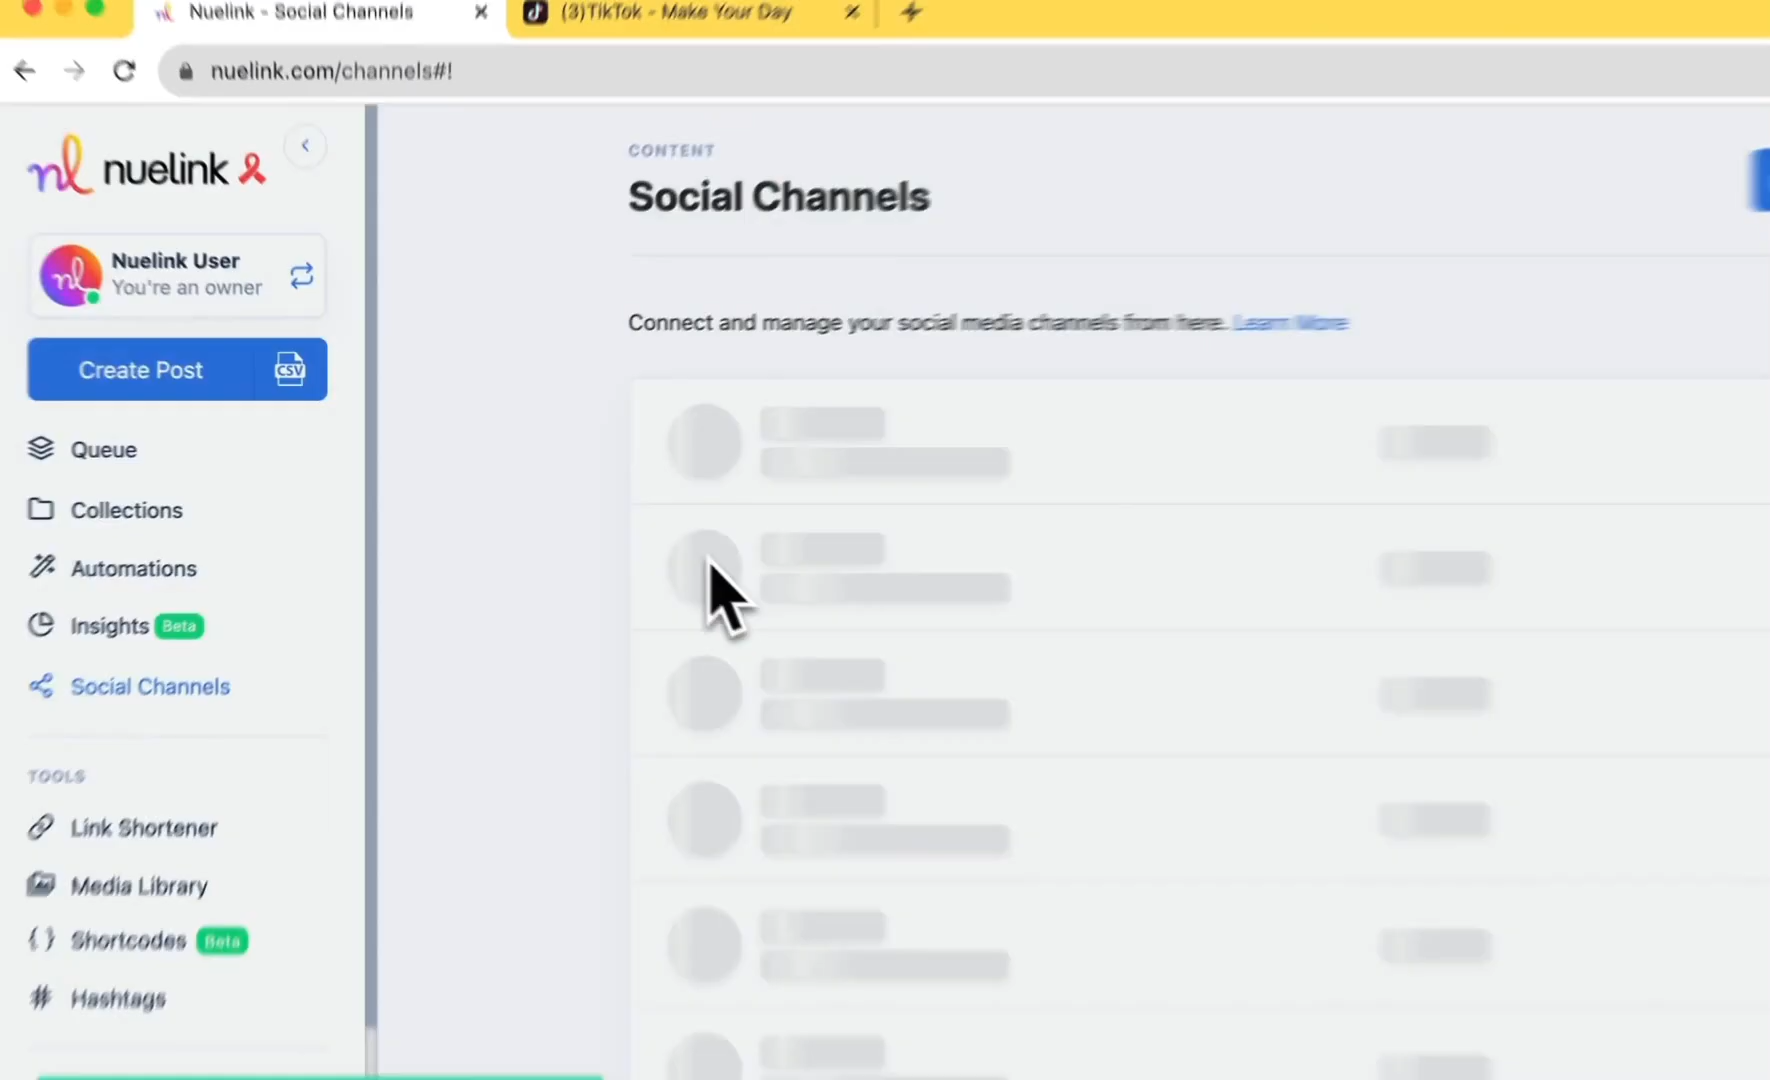 Nuelink - Social Channels
(3)TikTok - Make Your Day
nuelink.com/channels#!
nuelink
Nuelink User
You're an owner
Create Post
CSV
Queue
Collections
Automations
Insights Beta
Social Channels
TOOLS
Link Shortener
Media Library
Shortcodes Beta
Hashtags
CONTENT
Social Channels
Connect and manage your social media channels from here. Learn More